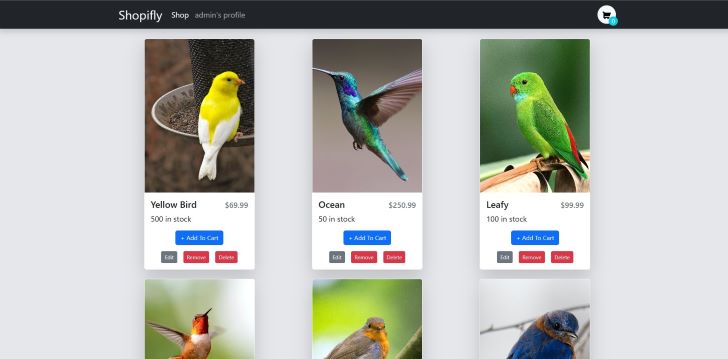 Shopifly Shop admin's profile 0
Yellow Bird $69.99
500 in stock
+ Add To Cart
Edit Remove Delete
Ocean $250.99
50 in stock
+ Add To Cart
Edit Remove Delete
Leafy $99.99
100 in stock
+ Add To Cart
Edit Remove Delete